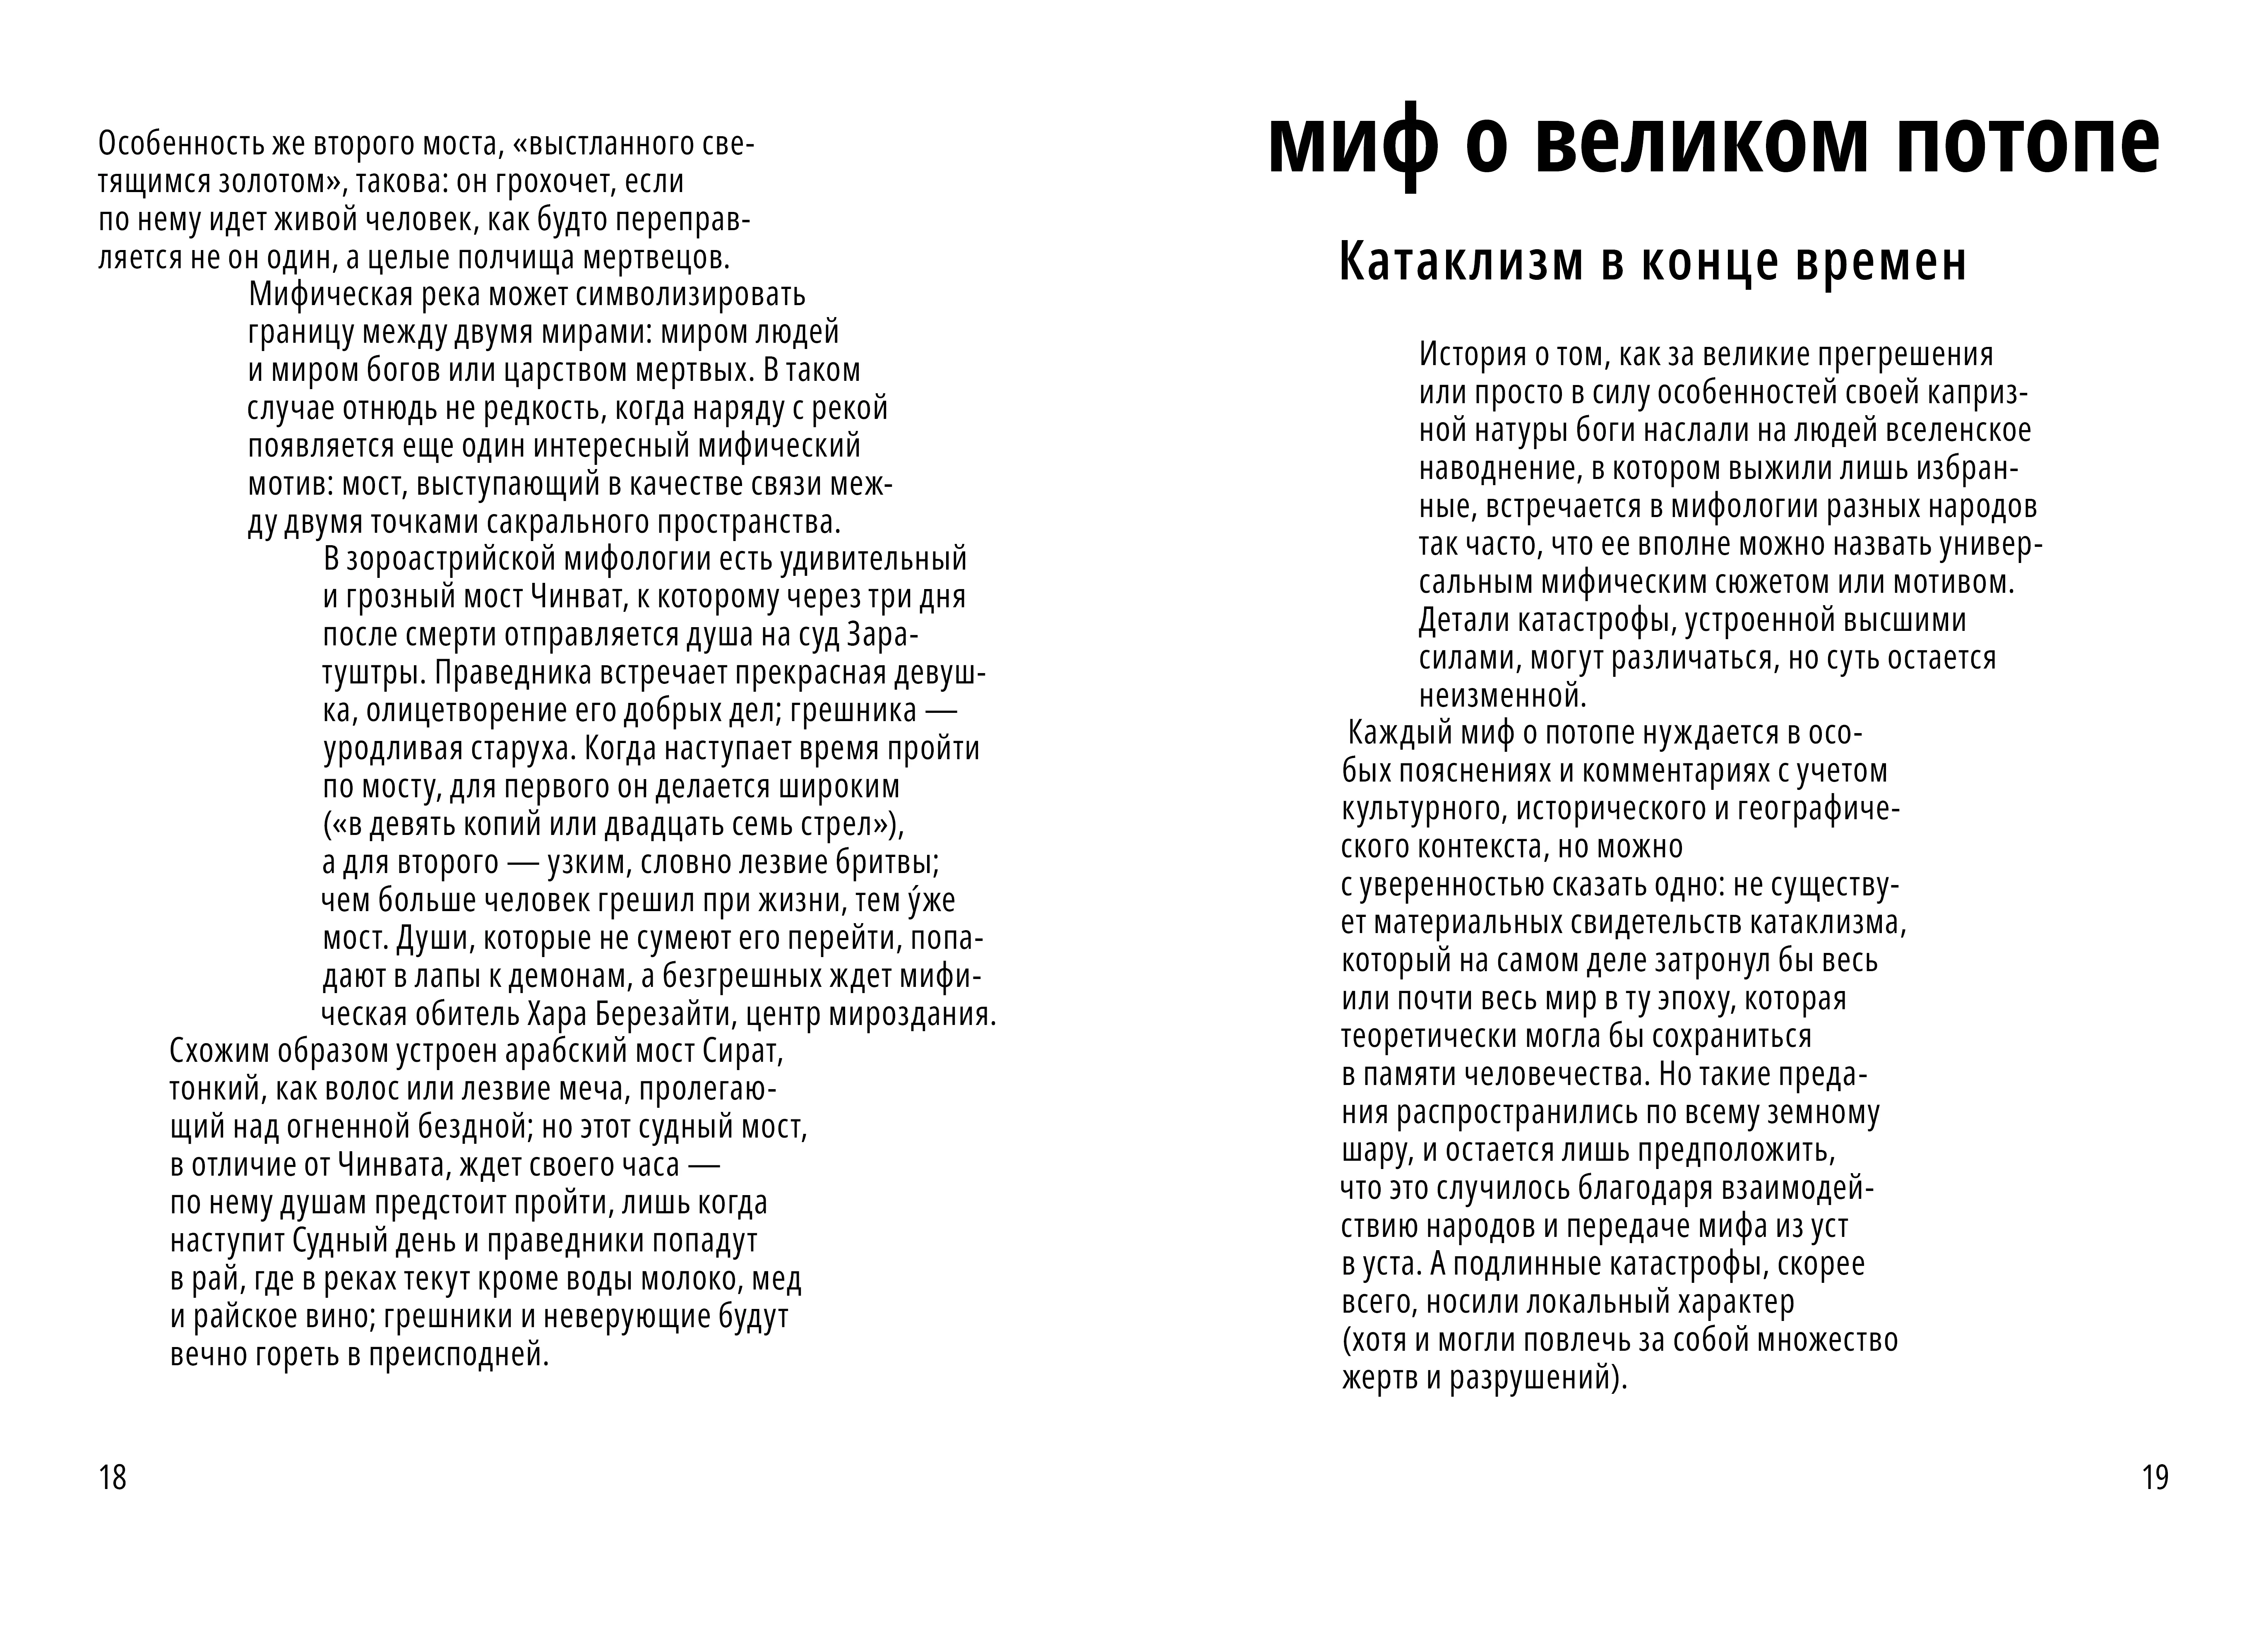 Особенность же второго моста, «выстланного све-
тящимся золотом», такова: он грохочет, если
по нему идет живой человек, как будто переправ-
ляется не он один, а целые полчища мертвецов.
Мифическая река может символизировать
границу между двумя мирами: миром людей
и миром богов или царством мертвых. В таком
случае отнюдь не редкость, когда наряду с рекой
появляется еще один интересный мифический
мотив: мост, выступающий в качестве связи меж-
ду двумя точками сакрального пространства.
В зороастрийской мифологии есть удивительный
и грозный мост Чинват, к которому через три дня
после смерти отправляется душа на суд Зара-
туштры. Праведника встречает прекрасная девуш-
ка, олицетворение его добрых дел; грешника —
уродливая старуха. Когда наступает время пройти
по мосту, для первого он делается широким
(«в девять копий или двадцать семь стрел»),
а для второго — узким, словно лезвие бритвы;
чем больше человек грешил при жизни, тем у́же
мост. Души, которые не сумеют его перейти, попа-
дают в лапы к демонам, а безгрешных ждет мифи-
ческая обитель Хара Березайти, центр мироздания.
Схожим образом устроен арабский мост Сират,
тонкий, как волос или лезвие меча, пролегаю-
щий над огненной бездной; но этот судный мост,
в отличие от Чинвата, ждет своего часа —
по нему душам предстоит пройти, лишь когда
наступит Судный день и праведники попадут
в рай, где в реках текут кроме воды молоко, мед
и райское вино; грешники и неверующие будут
вечно гореть в преисподней.
18
миф о великом потопе
Катаклизм в конце времен
История о том, как за великие прегрешения
или просто в силу особенностей своей каприз-
ной натуры боги наслали на людей вселенское
наводнение, в котором выжили лишь избран-
ные, встречается в мифологии разных народов
так часто, что ее вполне можно назвать универ-
сальным мифическим сюжетом или мотивом.
Детали катастрофы, устроенной высшими
силами, могут различаться, но суть остается
неизменной.
Каждый миф о потопе нуждается в осо-
бых пояснениях и комментариях с учетом
культурного, исторического и географиче-
ского контекста, но можно
с уверенностью сказать одно: не существу-
ет материальных свидетельств катаклизма,
который на самом деле затронул бы весь
или почти весь мир в ту эпоху, которая
теоретически могла бы сохраниться
в памяти человечества. Но такие преда-
ния распространились по всему земному
шару, и остается лишь предположить,
что это случилось благодаря взаимодей-
ствию народов и передаче мифа из уст
в уста. А подлинные катастрофы, скорее
всего, носили локальный характер
(хотя и могли повлечь за собой множество
жертв и разрушений).
19